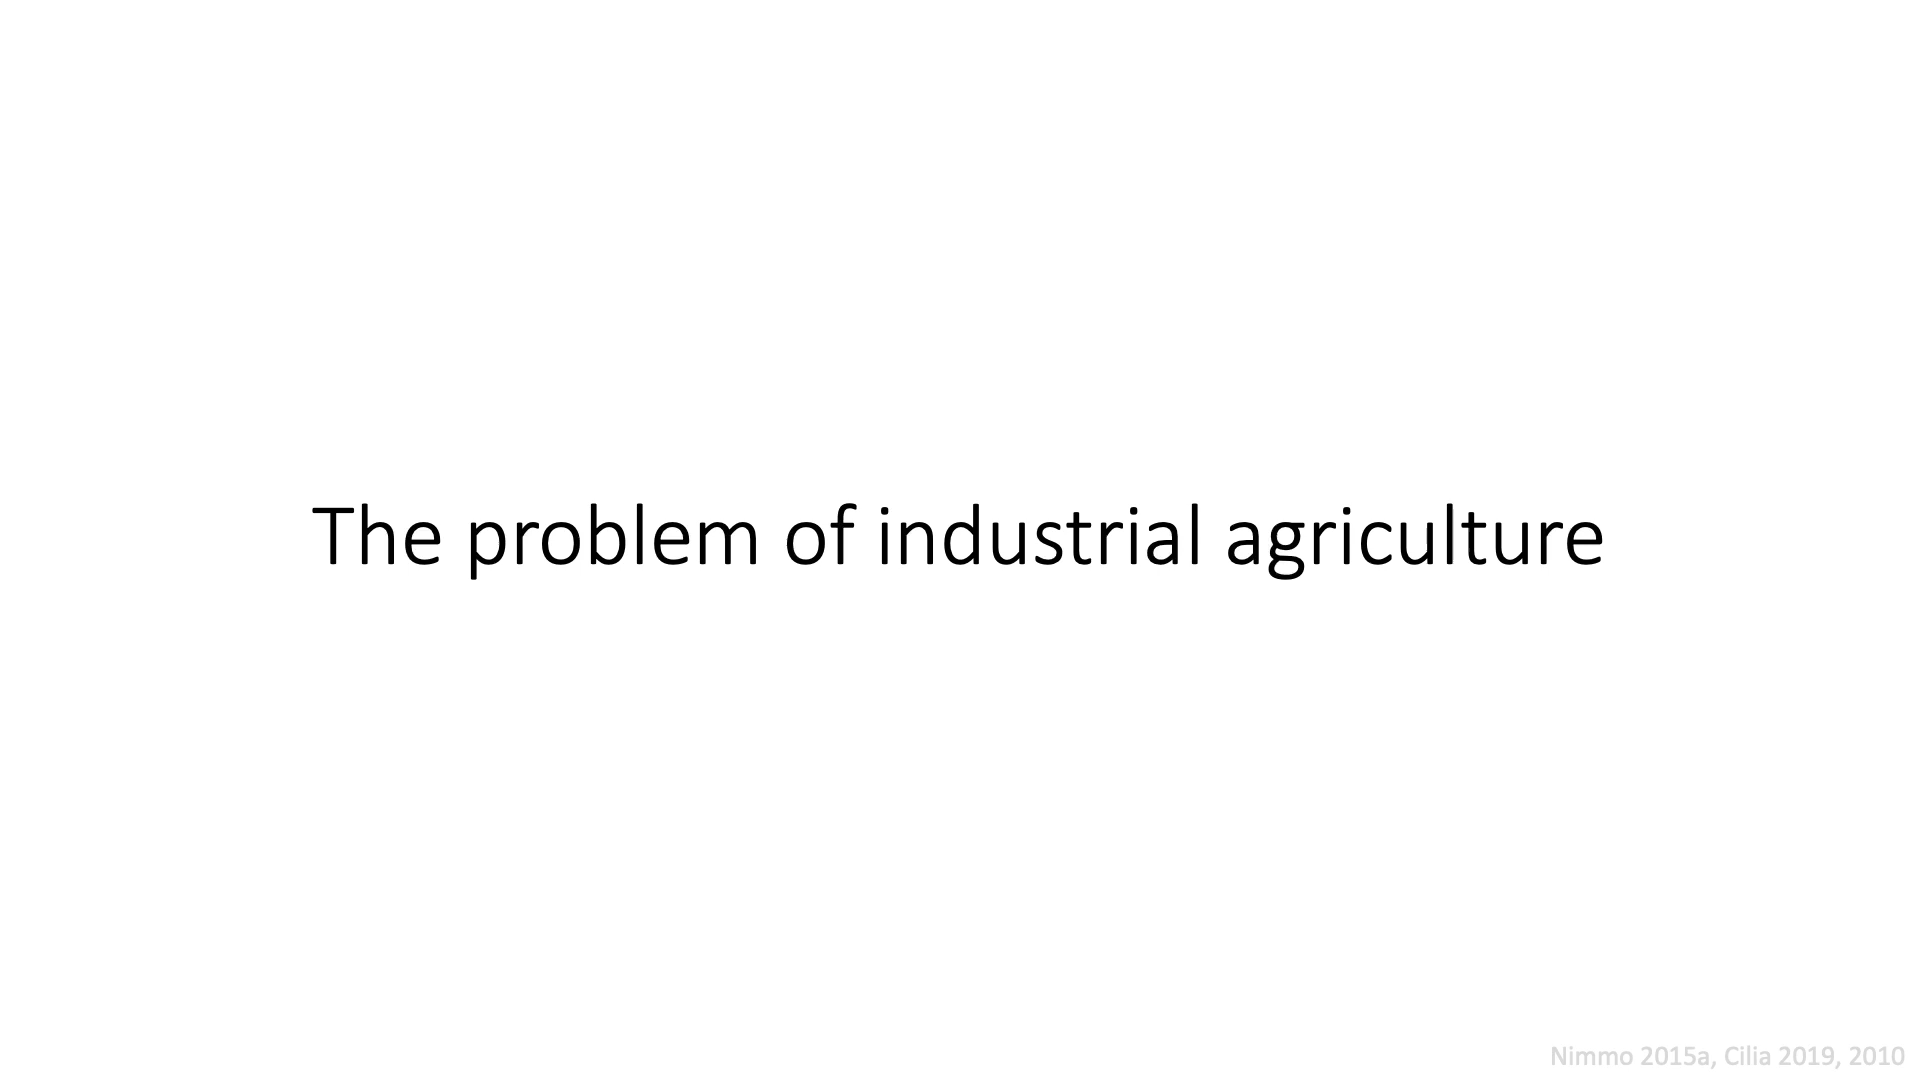 The problem of industrial agriculture
Nimmo 2015a, Cilia 2019, 2010